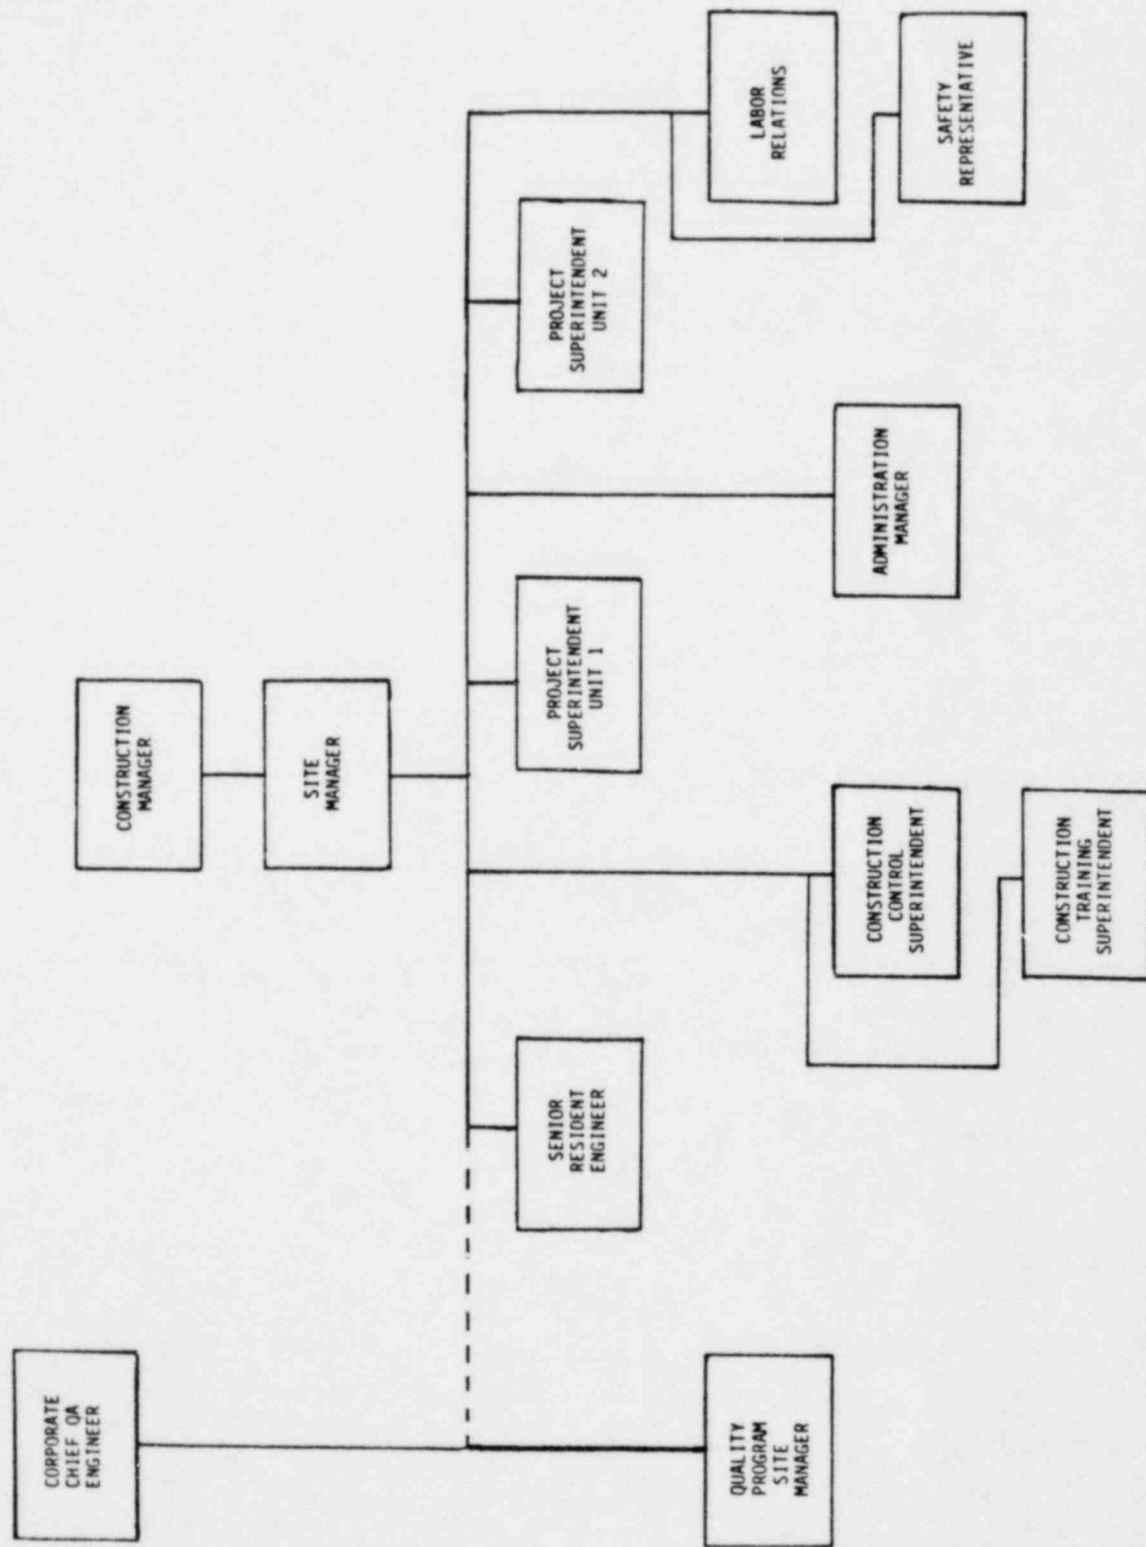 CORPORATE
CHIEF QA
ENGINEER
CONSTRUCTION
MANAGER
SITE
MANAGER
SENIOR
RESIDENT
ENGINEER
PROJECT
SUPERINTENDENT
UNIT 1
PROJECT
SUPERINTENDENT
UNIT 2
QUALITY
PROGRAM
SITE
MANAGER
LABOR
RELATIONS
CONSTRUCTION
CONTROL
SUPERINTENDENT
ADMINISTRATION
MANAGER
SAFETY
REPRESENTATIVE
CONSTRUCTION
TRAINING
SUPERINTENDENT